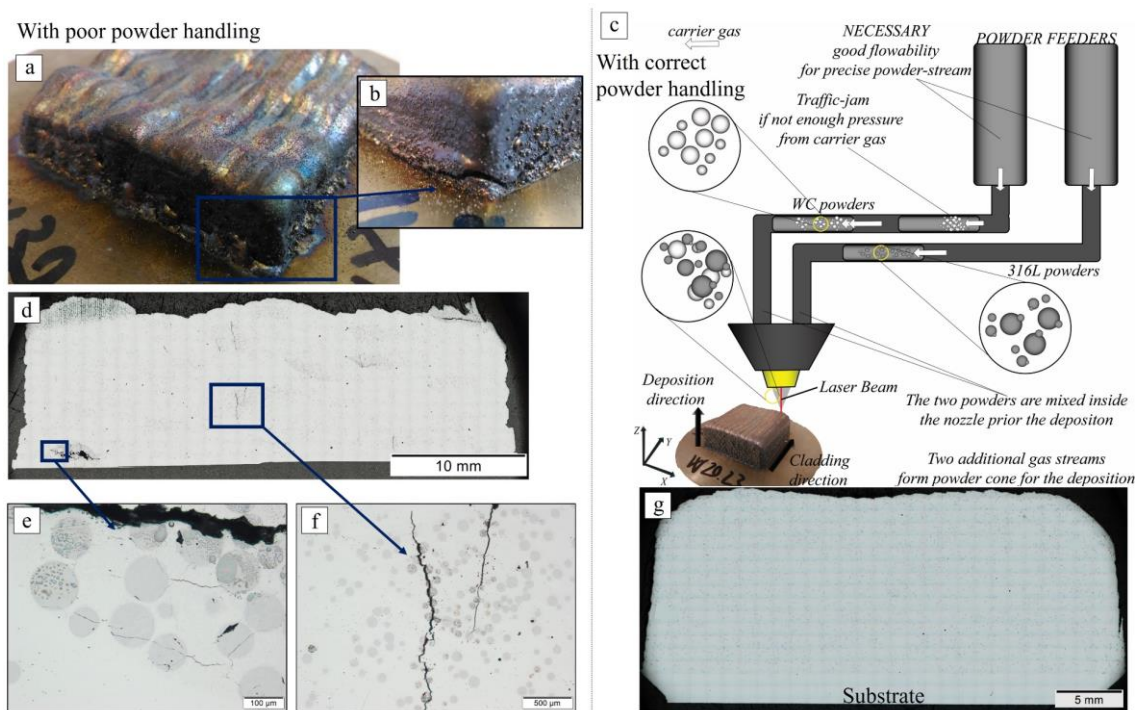 With poor powder handling
a
b
d
10 mm
e
100 µm
f
500 µm
c
carrier gas
With correct
powder handling
NECESSARY
good flowability
for precise powder-stream
POWDER FEEDERS
Traffic-jam
if not enough pressure
from carrier gas
WC powders
316L powders
Laser Beam
Deposition
direction
The two powders are mixed inside
the nozzle prior the depositon
Z
Y
X
Cladding
direction
Two additional gas streams
form powder cone for the deposition
g
Substrate
5 mm